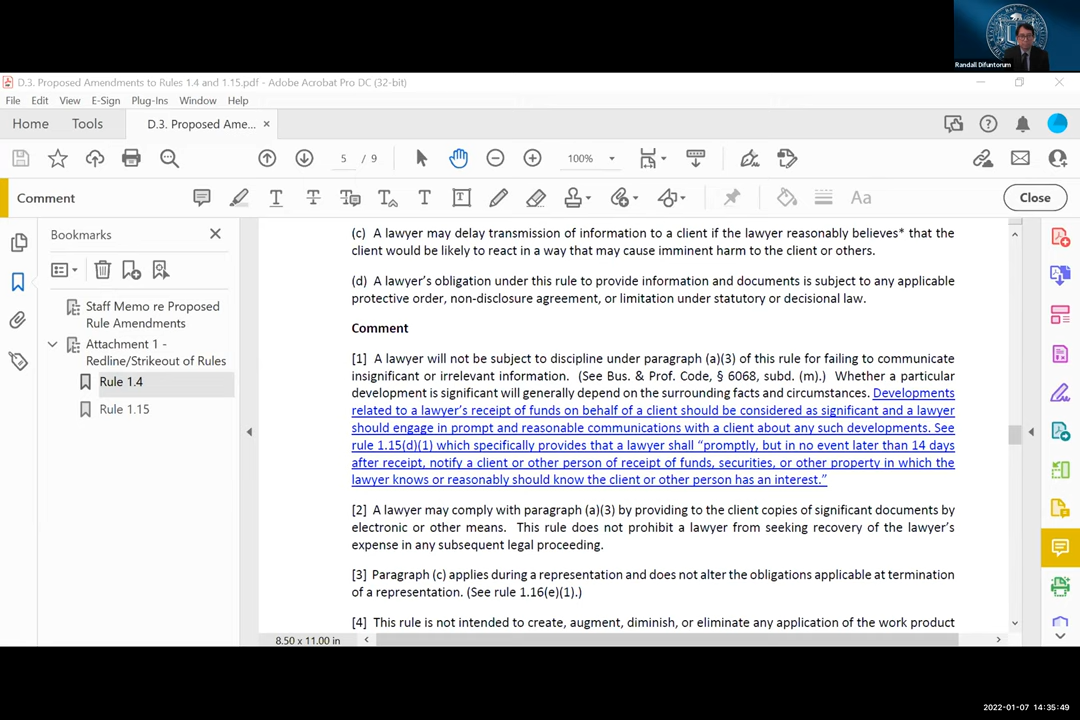 Randall Difuntorum
D.3. Proposed Amendments to Rules 1.4 and 1.15.pdf - Adobe Acrobat Pro DC (32-bit)
File Edit View E-Sign Plug-Ins Window Help
Home Tools D.3. Proposed Ame... ×
5 / 9 100%
Comment Close
Bookmarks
Staff Memo re Proposed
Rule Amendments
Attachment 1 -
Redline/Strikeout of Rules
Rule 1.4
Rule 1.15
(c) A lawyer may delay transmission of information to a client if the lawyer reasonably believes* that the
client would be likely to react in a way that may cause imminent harm to the client or others.
(d) A lawyer's obligation under this rule to provide information and documents is subject to any applicable
protective order, non-disclosure agreement, or limitation under statutory or decisional law.
Comment
[1] A lawyer will not be subject to discipline under paragraph (a)(3) of this rule for failing to communicate
insignificant or irrelevant information. (See Bus. & Prof. Code, § 6068, subd. (m).) Whether a particular
development is significant will generally depend on the surrounding facts and circumstances. Developments
related to a lawyer's receipt of funds on behalf of a client should be considered as significant and a lawyer
should engage in prompt and reasonable communications with a client about any such developments. See
rule 1.15(d)(1) which specifically provides that a lawyer shall "promptly, but in no event later than 14 days
after receipt, notify a client or other person of receipt of funds, securities, or other property in which the
lawyer knows or reasonably should know the client or other person has an interest."
[2] A lawyer may comply with paragraph (a)(3) by providing to the client copies of significant documents by
electronic or other means. This rule does not prohibit a lawyer from seeking recovery of the lawyer's
expense in any subsequent legal proceeding.
[3] Paragraph (c) applies during a representation and does not alter the obligations applicable at termination
of a representation. (See rule 1.16(e)(1).)
[4] This rule is not intended to create, augment, diminish, or eliminate any application of the work product
8.50 x 11.00 in
2022-01-07 14:35:49